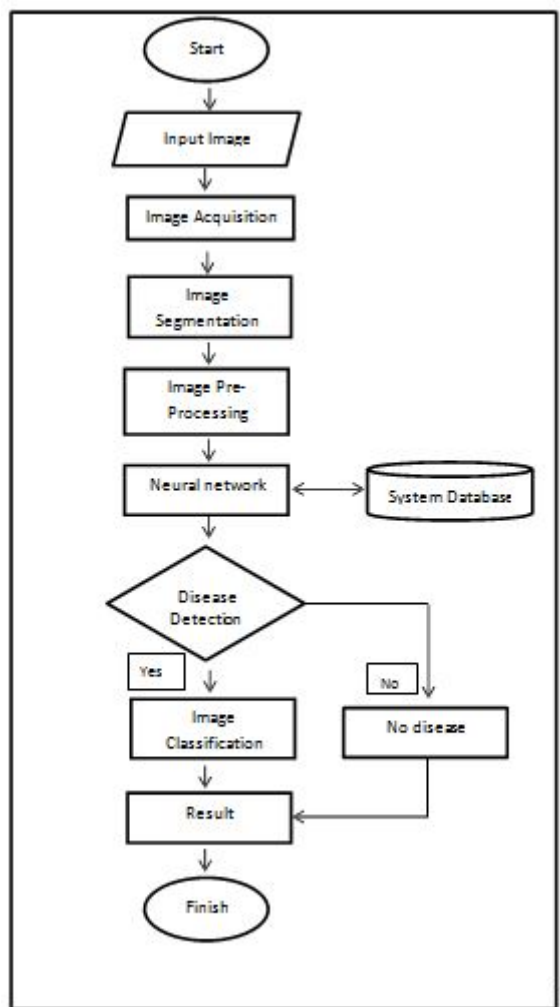 Start
Input Image
Image Acquisition
Image
Segmentation
Image Pre-
Processing
Neural network
System Database
Disease
Detection
Yes
No
Image
Classification
No disease
Result
Finish